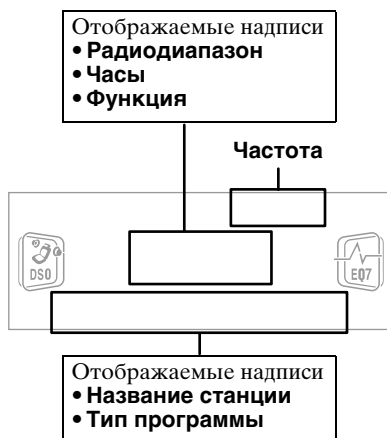 Отображаемые надписи
• Радиодиапазон
• Часы
• Функция
Частота
DSO
EQ7
Отображаемые надписи
• Название станции
• Тип программы